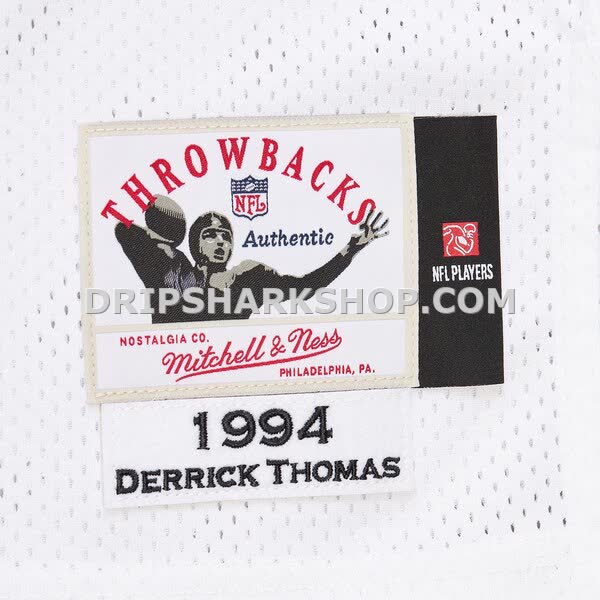 THROWBACKS
NFL
Authentic
NFL PLAYERS
DRIPSHARKSHOP.COM
NOSTALGIA CO.
Mitchell & Ness
PHILADELPHIA, PA.
1994
DERRICK THOMAS